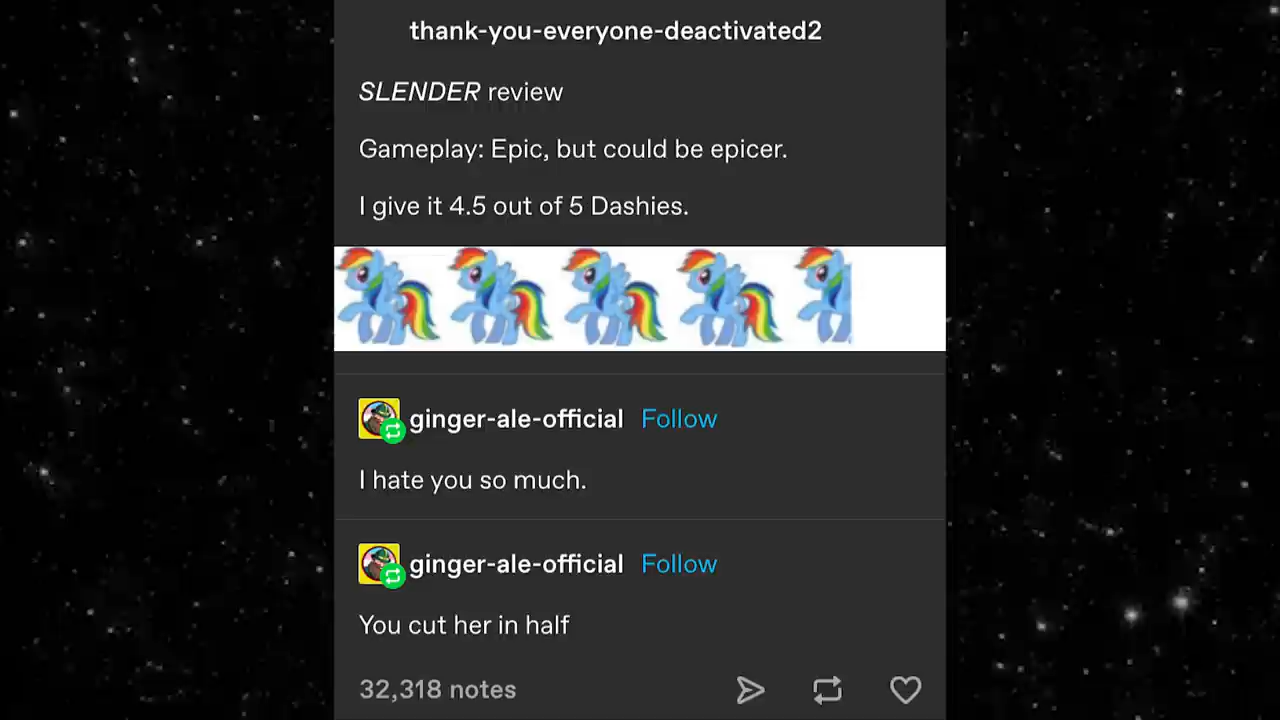 thank-you-everyone-deactivated2
SLENDER review
Gameplay: Epic, but could be epicer.
I give it 4.5 out of 5 Dashies.
ginger-ale-official Follow
I hate you so much.
ginger-ale-official Follow
You cut her in half
32,318 notes